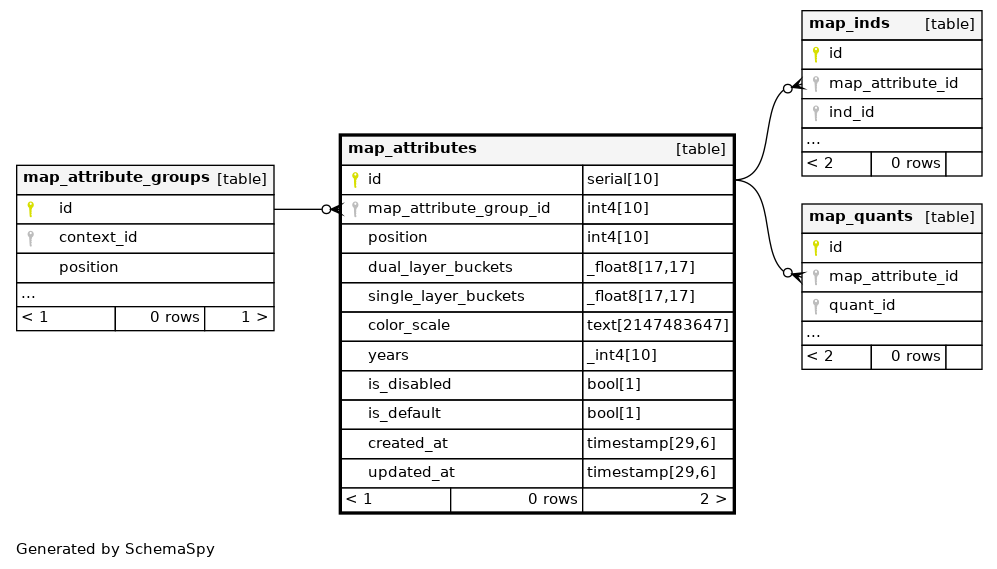 map_attribute_groups [table]
id
context_id
position
...
< 1 0 rows 1 >
map_attributes [table]
id serial[10]
map_attribute_group_id int4[10]
position int4[10]
dual_layer_buckets _float8[17,17]
single_layer_buckets _float8[17,17]
color_scale text[2147483647]
years _int4[10]
is_disabled bool[1]
is_default bool[1]
created_at timestamp[29,6]
updated_at timestamp[29,6]
< 1 0 rows 2 >
map_inds [table]
id
map_attribute_id
ind_id
...
< 2 0 rows
map_quants [table]
id
map_attribute_id
quant_id
...
< 2 0 rows
Generated by SchemaSpy